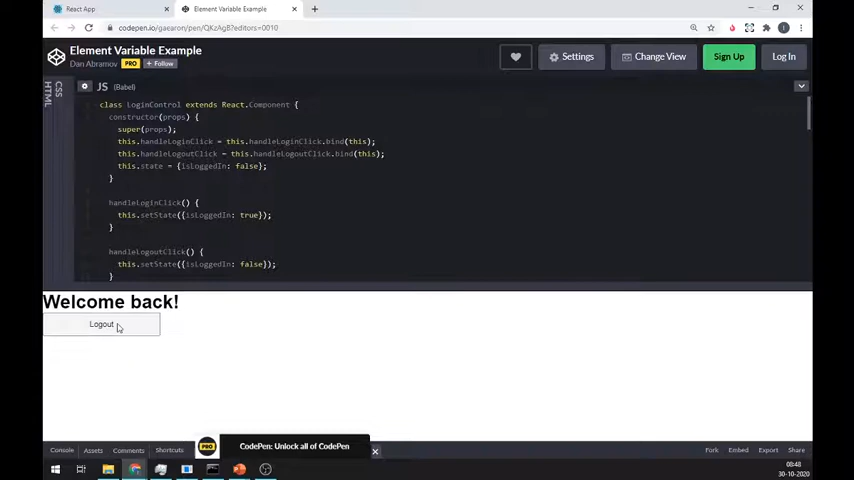 React App
Element Variable Example
codepen.io/gaearon/pen/QKzAgB?editors=0010
Element Variable Example
Dan Abramov PRO + Follow
Settings
Change View
Sign Up
Log In
HTML
CSS
JS (Babel)
class LoginControl extends React.Component {
constructor(props) {
super(props);
this.handleLoginClick = this.handleLoginClick.bind(this);
this.handleLogoutClick = this.handleLogoutClick.bind(this);
this.state = {isLoggedIn: false};
}
handleLoginClick() {
this.setState({isLoggedIn: true});
}
handleLogoutClick() {
this.setState({isLoggedIn: false});
}
Welcome back!
Logout
Console Assets Comments Shortcuts
PRO CodePen: Unlock all of CodePen
Fork Embed Export Share
08:48
30-10-2020